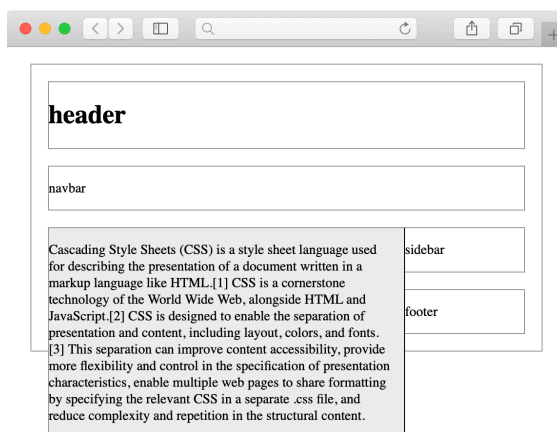 header
navbar
Cascading Style Sheets (CSS) is a style sheet language used
for describing the presentation of a document written in a
markup language like HTML.[1] CSS is a cornerstone
technology of the World Wide Web, alongside HTML and
JavaScript.[2] CSS is designed to enable the separation of
presentation and content, including layout, colors, and fonts.
[3] This separation can improve content accessibility, provide
more flexibility and control in the specification of presentation
characteristics, enable multiple web pages to share formatting
by specifying the relevant CSS in a separate .css file, and
reduce complexity and repetition in the structural content.
sidebar
footer